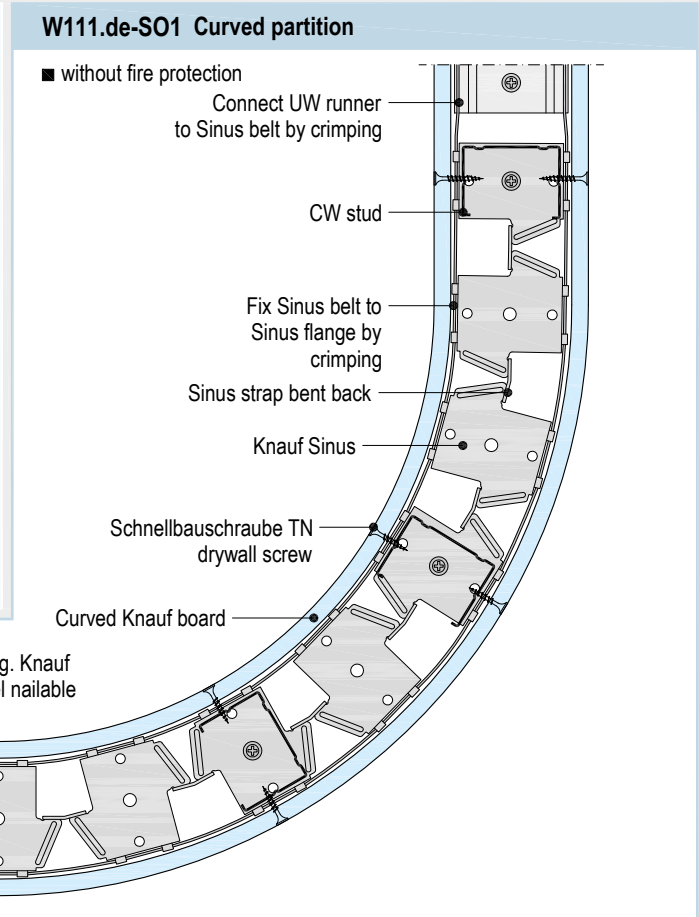 W111.de-SO1 Curved partition
■ without fire protection
Connect UW runner
to Sinus belt by crimping
CW stud
Fix Sinus belt to
Sinus flange by
crimping
Sinus strap bent back
Knauf Sinus
Schnellbauschraube TN
drywall screw
Curved Knauf board
g. Knauf
nailable